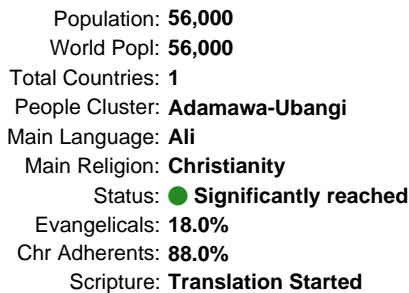 Population: 56,000
World Popl: 56,000
Total Countries: 1
People Cluster: Adamawa-Ubangi
Main Language: Ali
Main Religion: Christianity
Status: Significantly reached
Evangelicals: 18.0%
Chr Adherents: 88.0%
Scripture: Translation Started